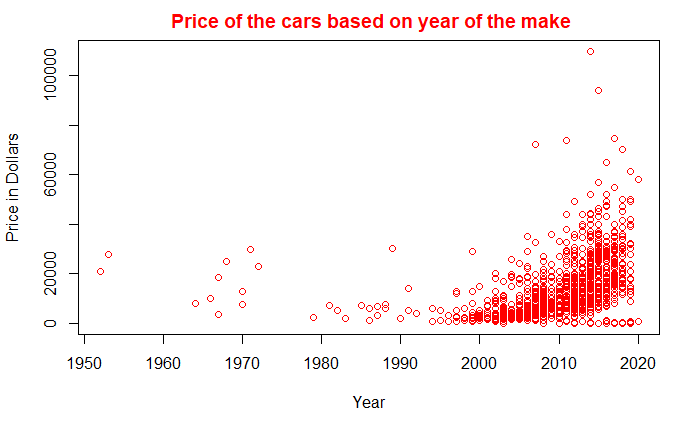 Price of the cars based on year of the make
Price in Dollars
100000
60000
20000
0
1950 1960 1970 1980 1990 2000 2010 2020
Year